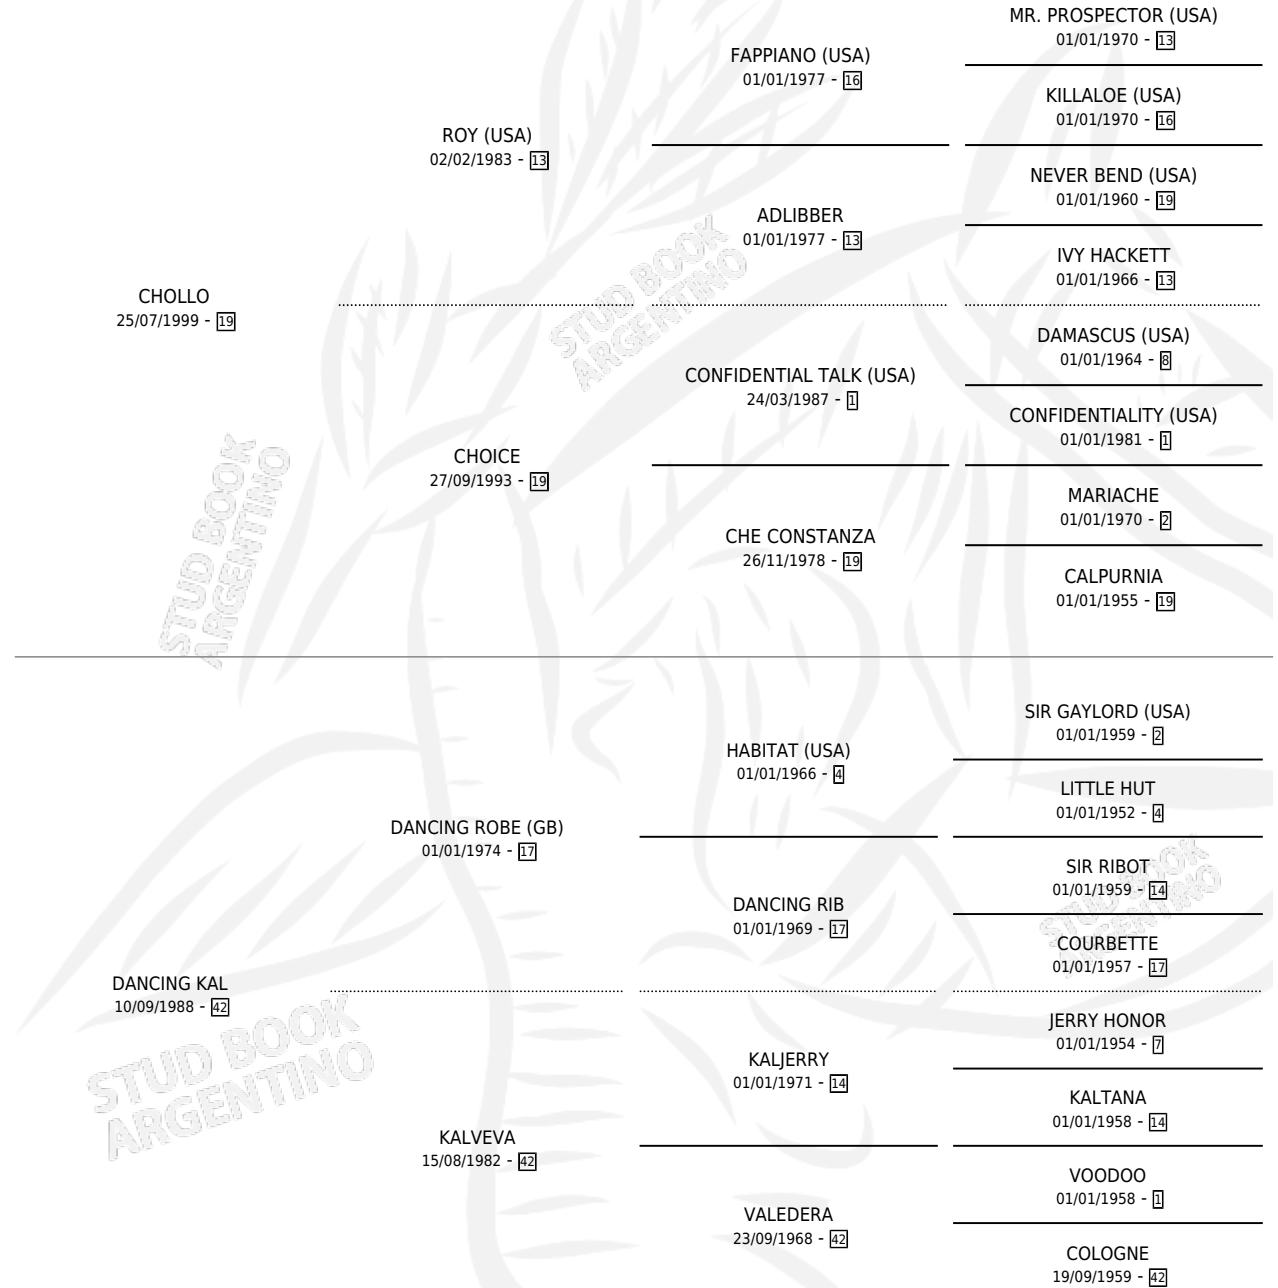 MR. PROSPECTOR (USA)
01/01/1970 - 13
FAPPIANO (USA)
01/01/1977 - 16
KILLALOE (USA)
01/01/1970 - 16
ROY (USA)
02/02/1983 - 13
NEVER BEND (USA)
01/01/1960 - 19
ADLIBBER
01/01/1977 - 13
IVY HACKETT
01/01/1966 - 13
CHOLLO
25/07/1999 - 19
STUD BOOK
ARGENTINO
DAMASCUS (USA)
01/01/1964 - 8
CONFIDENTIAL TALK (USA)
24/03/1987 - 1
CONFIDENTIALITY (USA)
01/01/1981 - 1
CHOICE
27/09/1993 - 19
MARIACHE
01/01/1970 - 2
CHE CONSTANZA
26/11/1978 - 19
CALPURNIA
01/01/1955 - 19
STUD BOOK
ARGENTINO
SIR GAYLORD (USA)
01/01/1959 - 2
HABITAT (USA)
01/01/1966 - 4
LITTLE HUT
01/01/1952 - 4
DANCING ROBE (GB)
01/01/1974 - 17
SIR RIBOT
01/01/1959 - 14
DANCING RIB
01/01/1969 - 17
STUD BOOK
ARGENTINO
COURBETTE
01/01/1957 - 17
DANCING KAL
10/09/1988 - 42
JERRY HONOR
01/01/1954 - 7
STUD BOOK
ARGENTINO
KALJERRY
01/01/1971 - 14
KALTANA
01/01/1958 - 14
KALVEVA
15/08/1982 - 42
VOODOO
01/01/1958 - 1
VALEDERA
23/09/1968 - 42
COLOGNE
19/09/1959 - 42